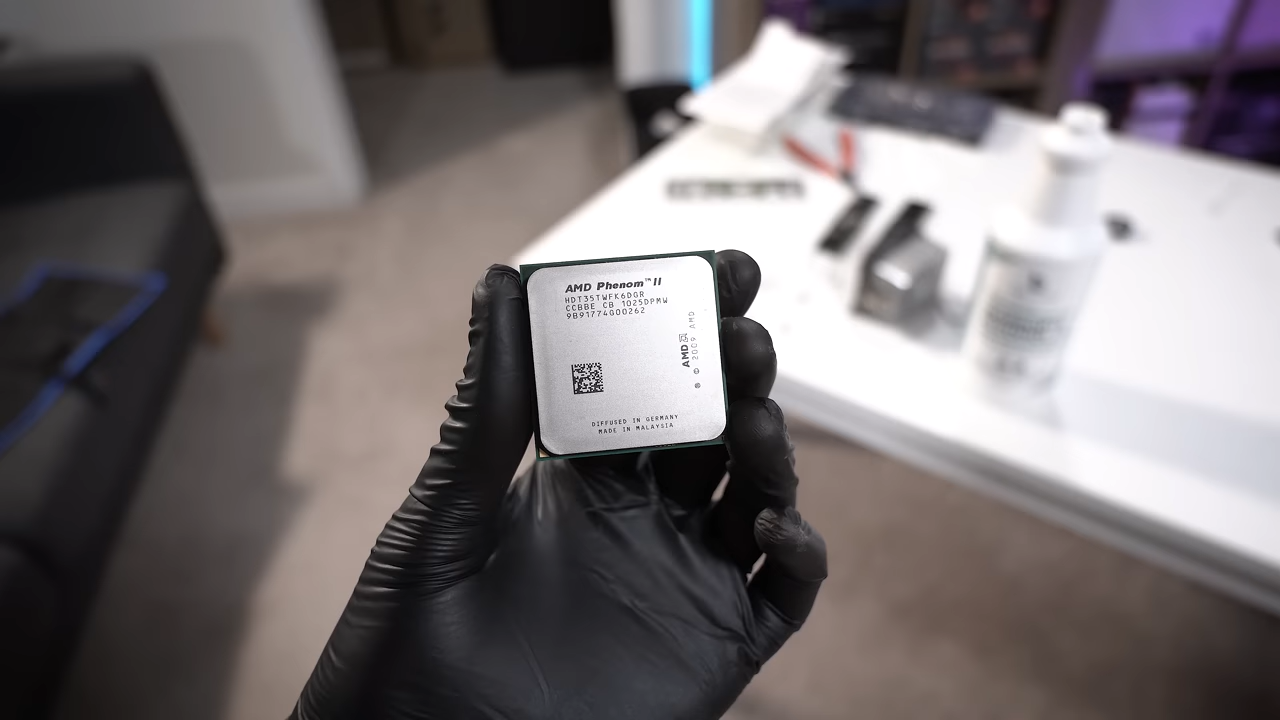 AMD Phenom™ II
HDT35TWFK6DGR
CCBBE CB 1025DPMW
9B91774G00262
AMD
® © 2009 AMD
DIFFUSED IN GERMANY
MADE IN MALAYSIA